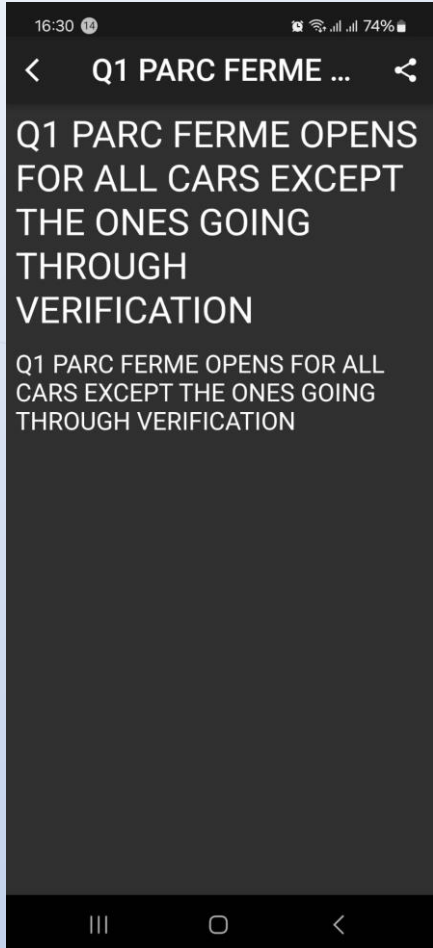 16:30 14 74%
Q1 PARC FERME ...
Q1 PARC FERME OPENS
FOR ALL CARS EXCEPT
THE ONES GOING
THROUGH
VERIFICATION
Q1 PARC FERME OPENS FOR ALL
CARS EXCEPT THE ONES GOING
THROUGH VERIFICATION